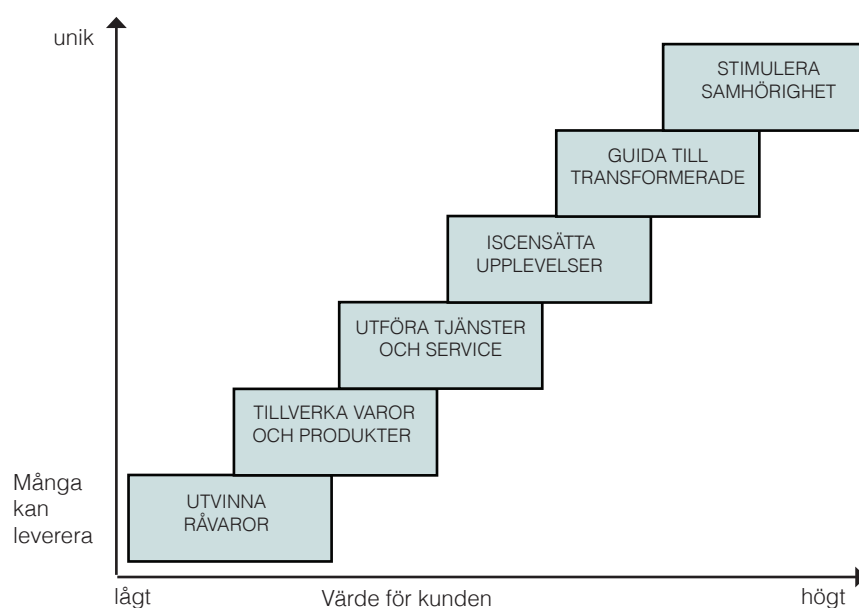 unik
STIMULERA
SAMHÖRIGHET
GUIDA TILL
TRANSFORMERADE
ISCENSÄTTA
UPPLEVELSER
UTFÖRA TJÄNSTER
OCH SERVICE
TILLVERKA VAROR
OCH PRODUKTER
Många
kan
leverera
UTVINNA
RÅVAROR
lågt
Värde för kunden
högt